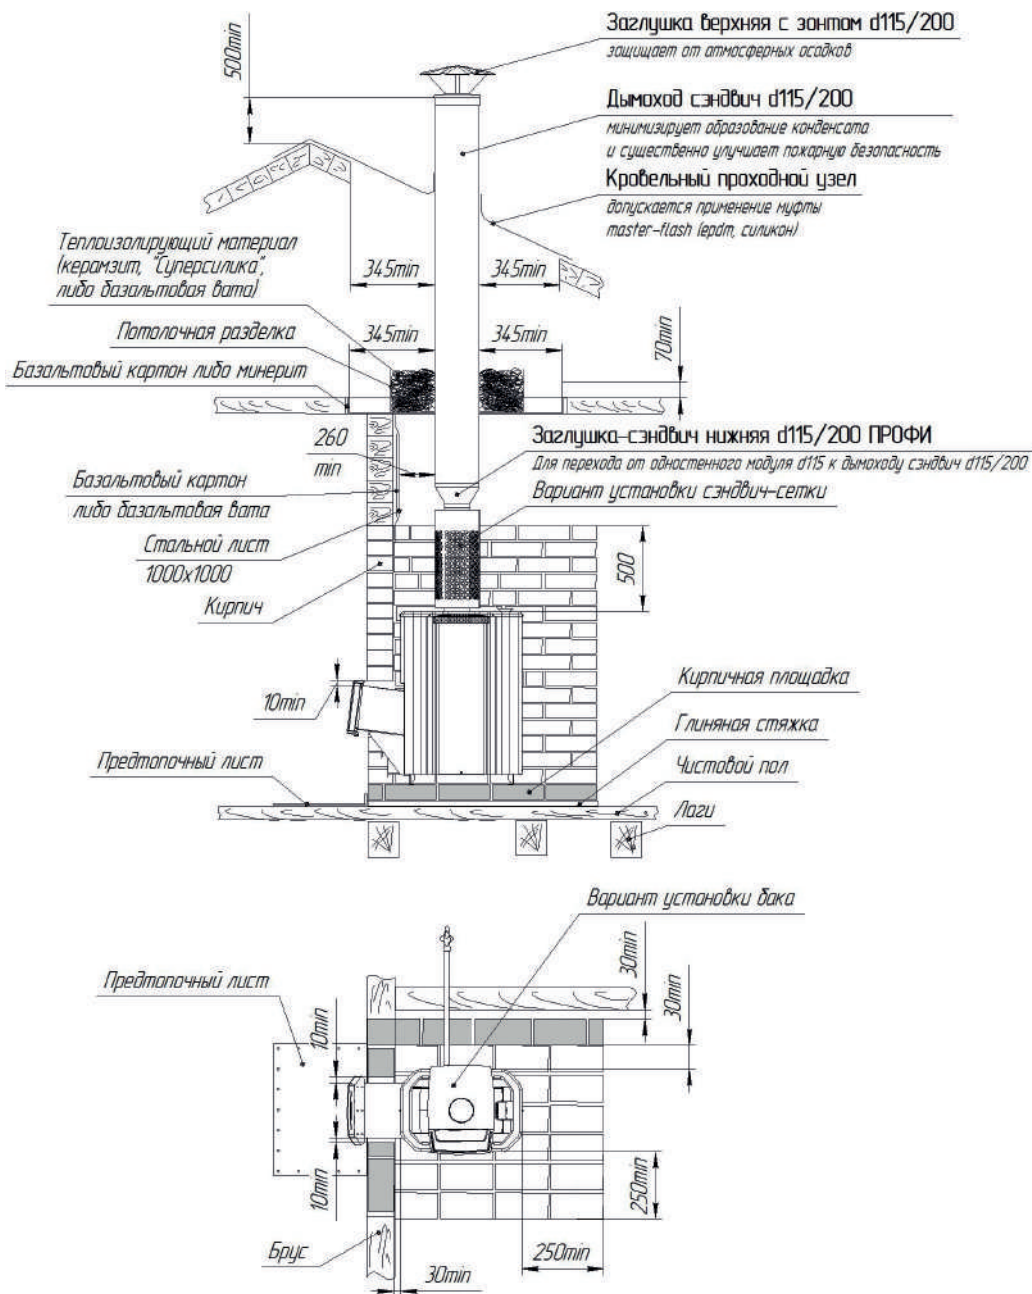 Заглушка верхняя с зонтом d115/200
защищает от атмосферных осадков
500min
Дымоход сэндвич d115/200
минимизирует образование конденсата
и существенно улучшает пожарную безопасность
Кровельный проходной узел
допускается применение муфты
master-flash (epdm, силикон)
Теплоизолирующий материал
(керамзит, "Суперсилика",
либо базальтовая вата)
345min
345min
Потолочная разделка
345min
345min
70min
Базальтовый картон либо минерит
260
min
Заглушка-сэндвич нижняя d115/200 ПРОФИ
Для перехода от одностенного модуля d115 к дымоходу сэндвич d115/200
Вариант установки сэндвич-сетки
Базальтовый картон
либо базальтовая вата
Стальной лист
1000х1000
Кирпич
500
10min
Кирпичная площадка
Глиняная стяжка
Предтопочный лист
Чистовой пол
Лаги
Вариант установки бака
Предтопочный лист
30min
30min
10min
10min
250min
Брус
30min
250min